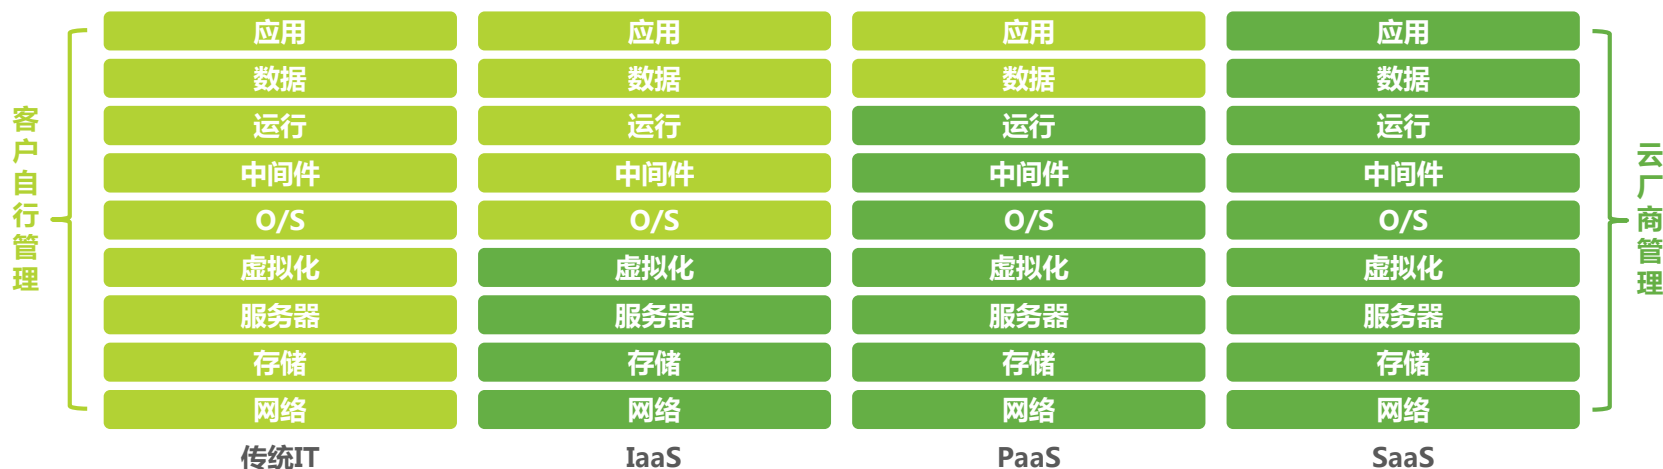 客户自行管理
应用 应用 应用 应用
数据 数据 数据 数据
运行 运行 运行 运行
中间件 中间件 中间件 中间件
O/S O/S O/S O/S
虚拟化 虚拟化 虚拟化 虚拟化
服务器 服务器 服务器 服务器
存储 存储 存储 存储
网络 网络 网络 网络
传统IT IaaS PaaS SaaS
云厂商管理